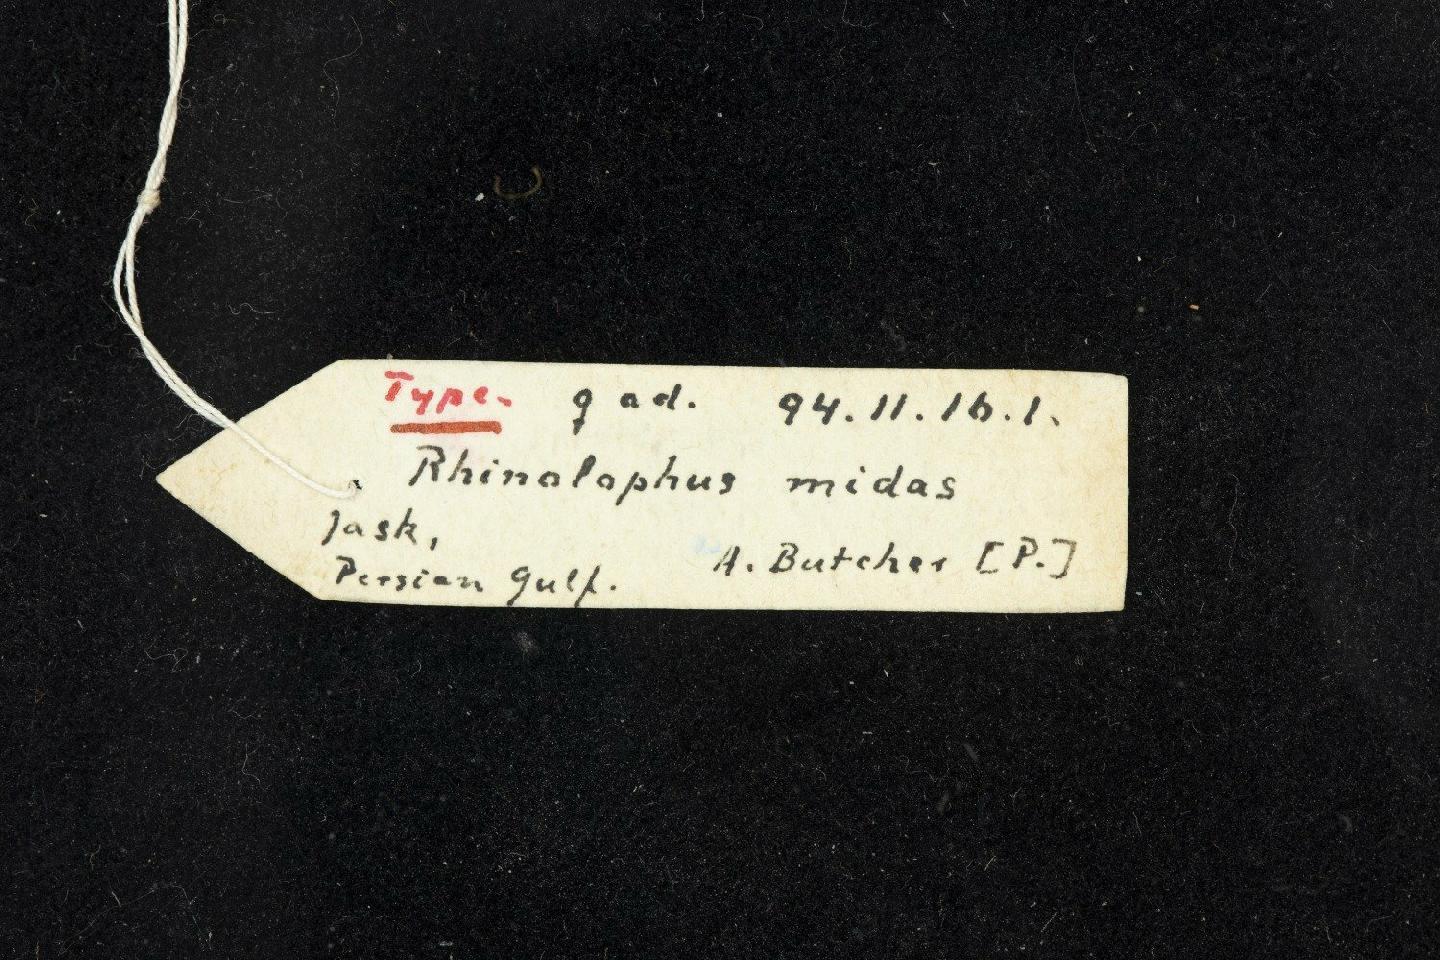 Type. ♀ ad. 94.11.16.1.
Rhinolophus midas
Jask,
Persian Gulf.
A. Butcher [P.]